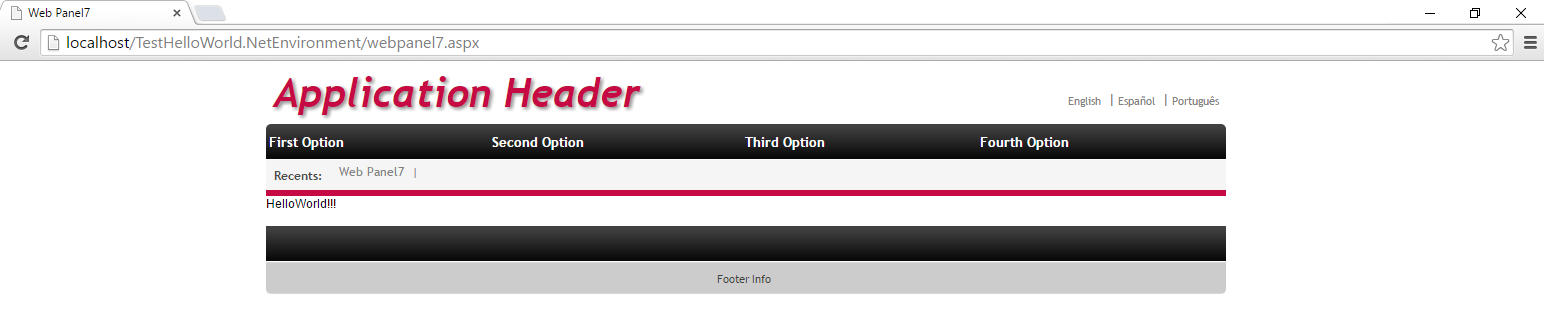 Web Panel7
localhost/TestHelloWorld.NetEnvironment/webpanel7.aspx
Application Header
English | Español | Português
First Option Second Option Third Option Fourth Option
Recents: Web Panel7 |
HelloWorld!!!
Footer Info